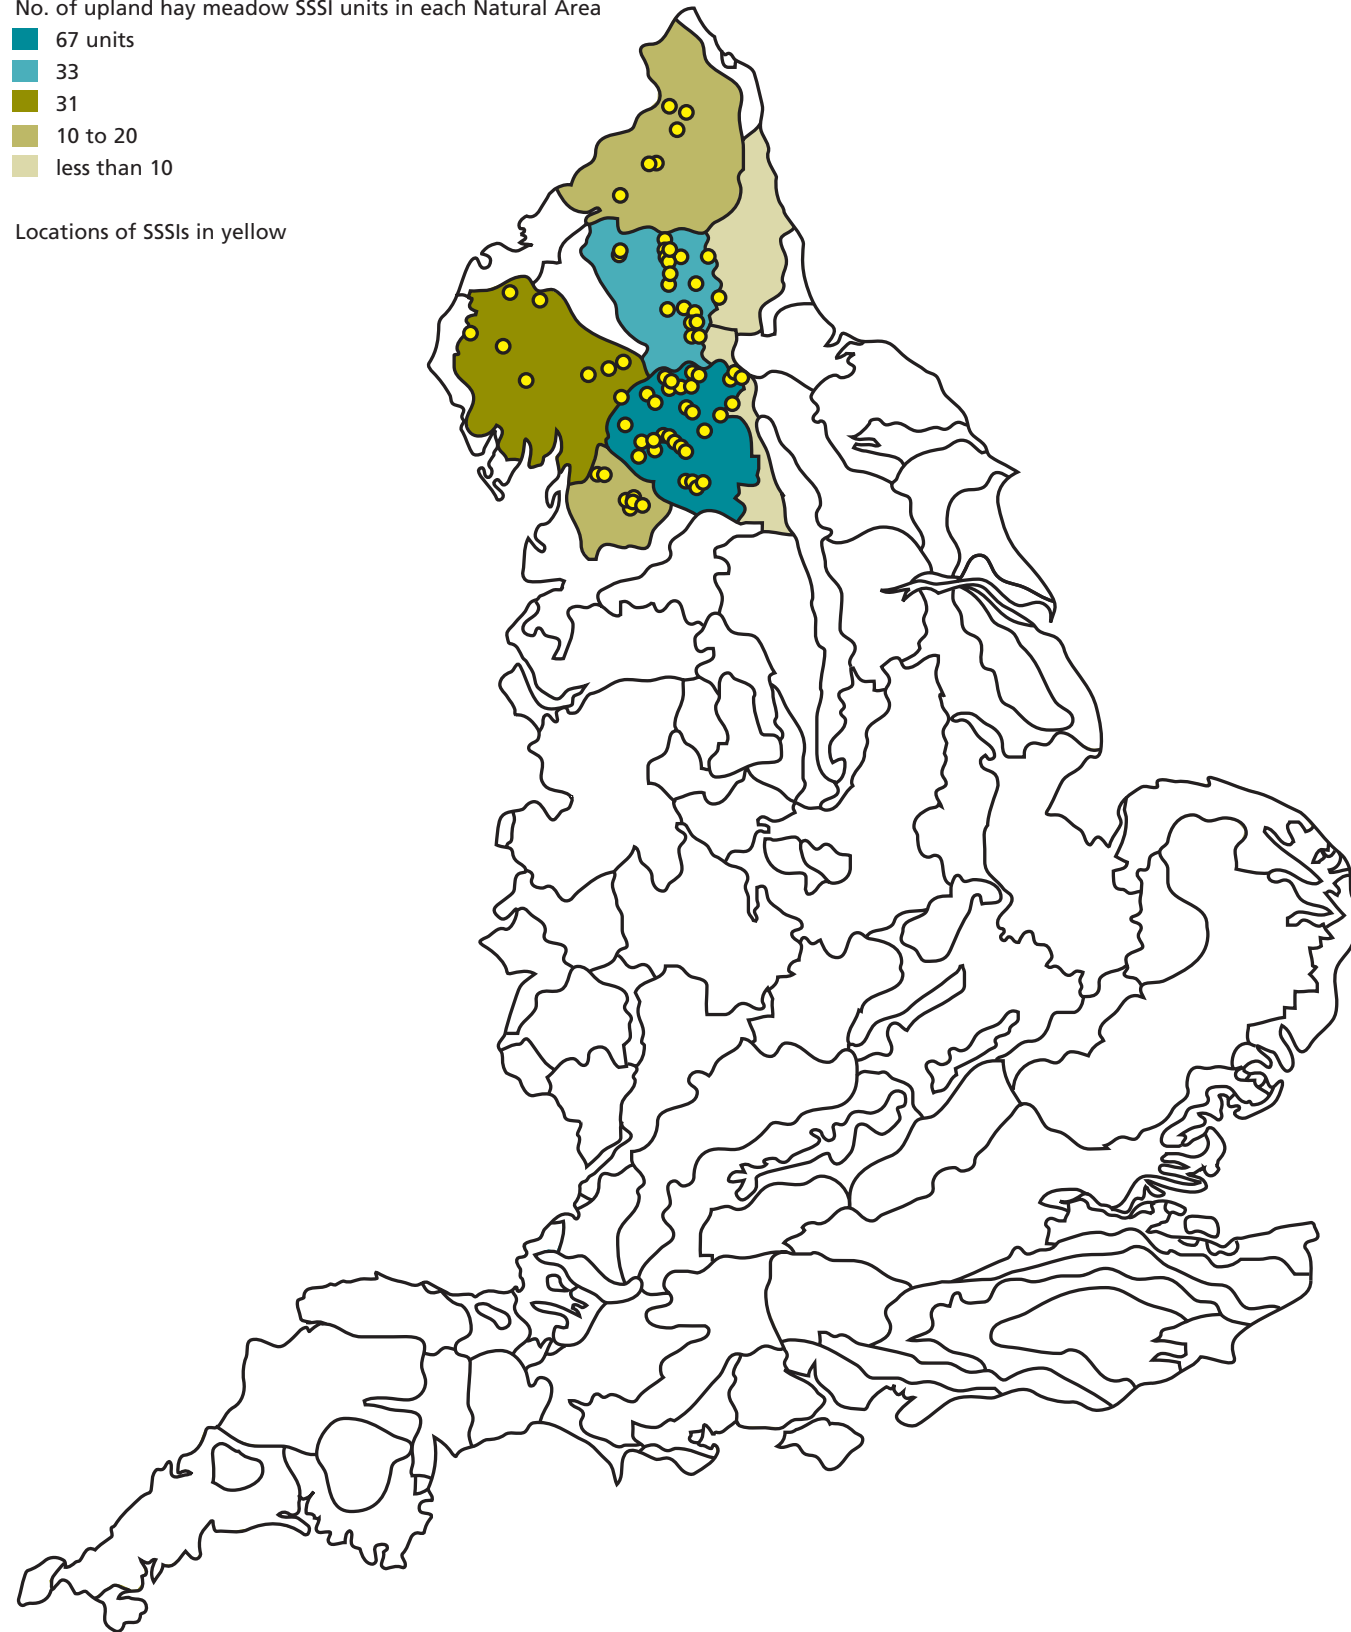 No. of upland hay meadow SSSI units in each Natural Area
67 units
33
31
10 to 20
less than 10
Locations of SSSIs in yellow